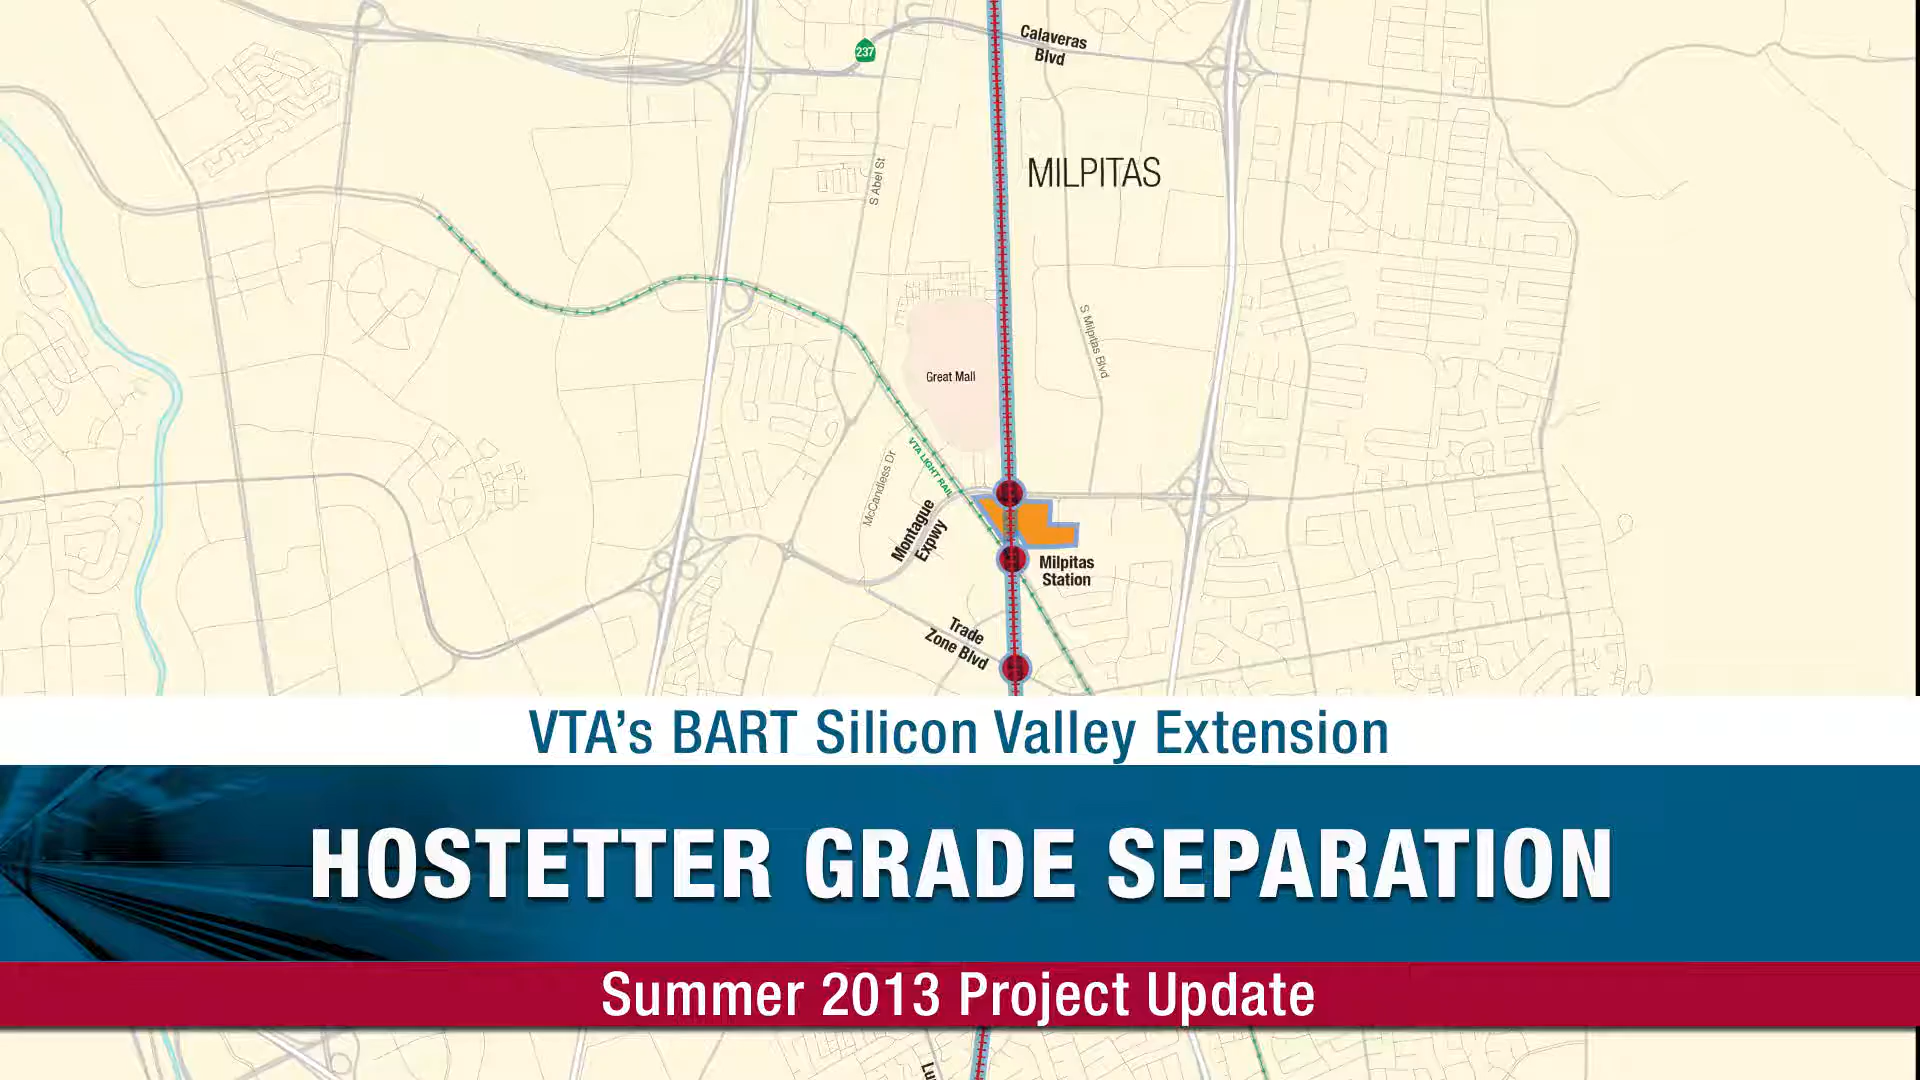 237
Calaveras
Blvd
MILPITAS
S Abel St
S Milpitas Blvd
Great Mall
VTA LIGHT RAIL
McCandless Dr
Montague
Expwy
Milpitas
Station
Trade
Zone Blvd
VTA's BART Silicon Valley Extension
HOSTETTER GRADE SEPARATION
Summer 2013 Project Update